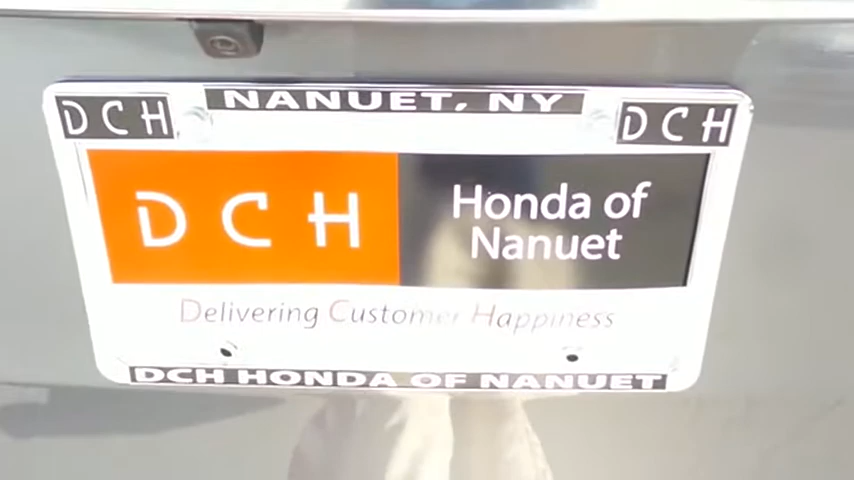 NANUET, NY
DCH
DCH
DCH
Honda of
Nanuet
Delivering Customer Happiness
DCH HONDA OF NANUET